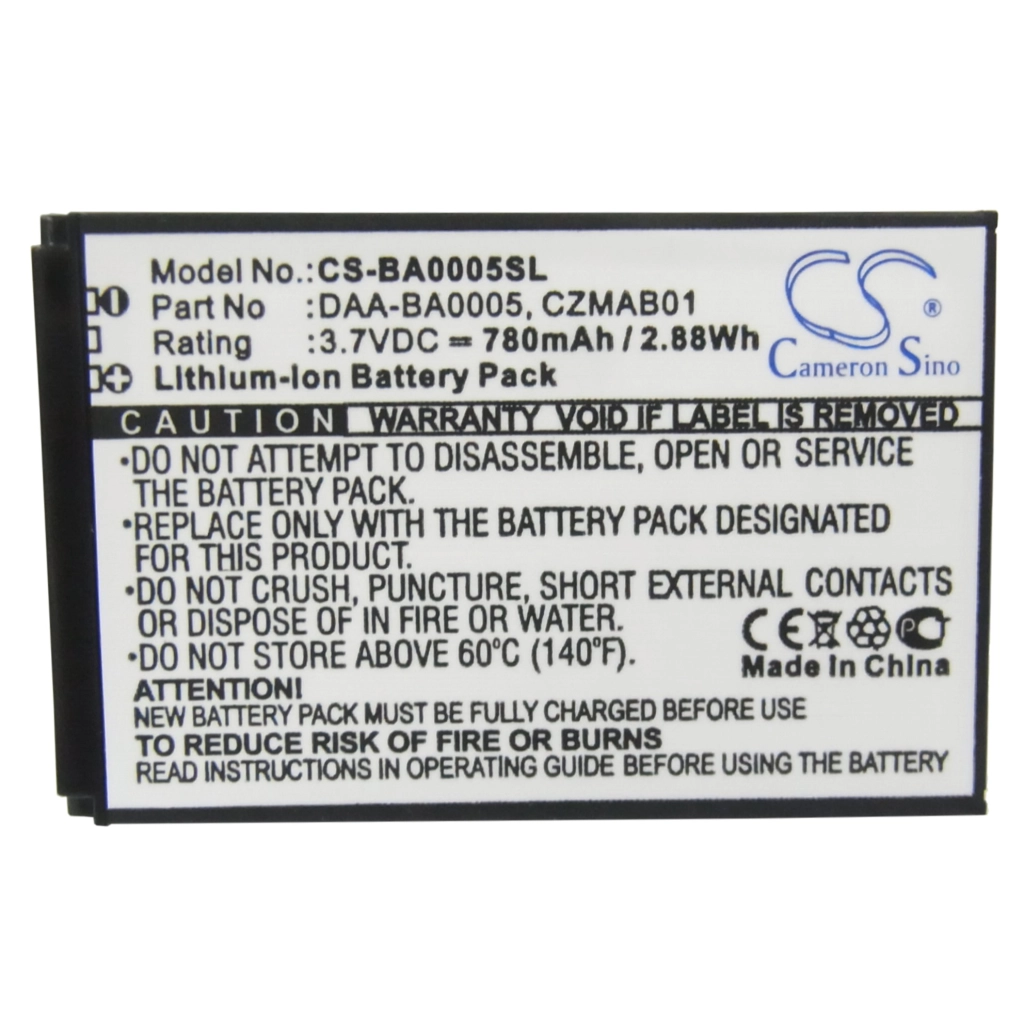 Model No.: CS-BA0005SL
Part No : DAA-BA0005, CZMAB01
Rating : 3.7VDC = 780mAh / 2.88Wh
Lithium-Ion Battery Pack
CS ®
Cameron Sino
CAUTION WARRANTY VOID IF LABEL IS REMOVED
•DO NOT ATTEMPT TO DISASSEMBLE, OPEN OR SERVICE
THE BATTERY PACK.
•REPLACE ONLY WITH THE BATTERY PACK DESIGNATED
FOR THIS PRODUCT.
•DO NOT CRUSH, PUNCTURE, SHORT EXTERNAL CONTACTS
OR DISPOSE OF IN FIRE OR WATER.
•DO NOT STORE ABOVE 60°C (140°F).
CE PC
Made In China
ATTENTION!
NEW BATTERY PACK MUST BE FULLY CHARGED BEFORE USE
TO REDUCE RISK OF FIRE OR BURNS
READ INSTRUCTIONS IN OPERATING GUIDE BEFORE USING THE BATTERY